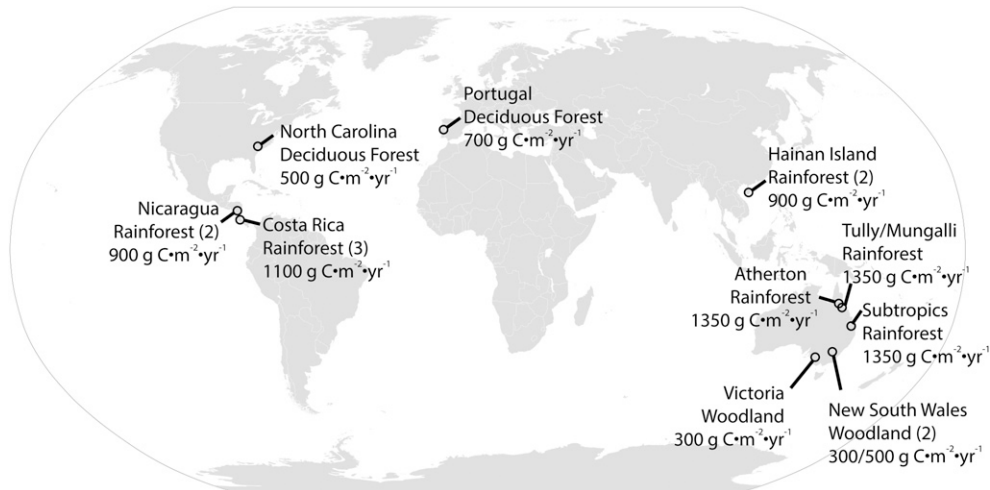 Portugal
Deciduous Forest
700 g C•m⁻²•yr⁻¹
North Carolina
Deciduous Forest
500 g C•m⁻²•yr⁻¹
Hainan Island
Rainforest (2)
900 g C•m⁻²•yr⁻¹
Nicaragua
Rainforest (2)
900 g C•m⁻²•yr⁻¹
Costa Rica
Rainforest (3)
1100 g C•m⁻²•yr⁻¹
Tully/Mungalli
Rainforest
1350 g C•m⁻²•yr⁻¹
Atherton
Rainforest
1350 g C•m⁻²•yr⁻¹
Subtropics
Rainforest
1350 g C•m⁻²•yr⁻¹
Victoria
Woodland
300 g C•m⁻²•yr⁻¹
New South Wales
Woodland (2)
300/500 g C•m⁻²•yr⁻¹